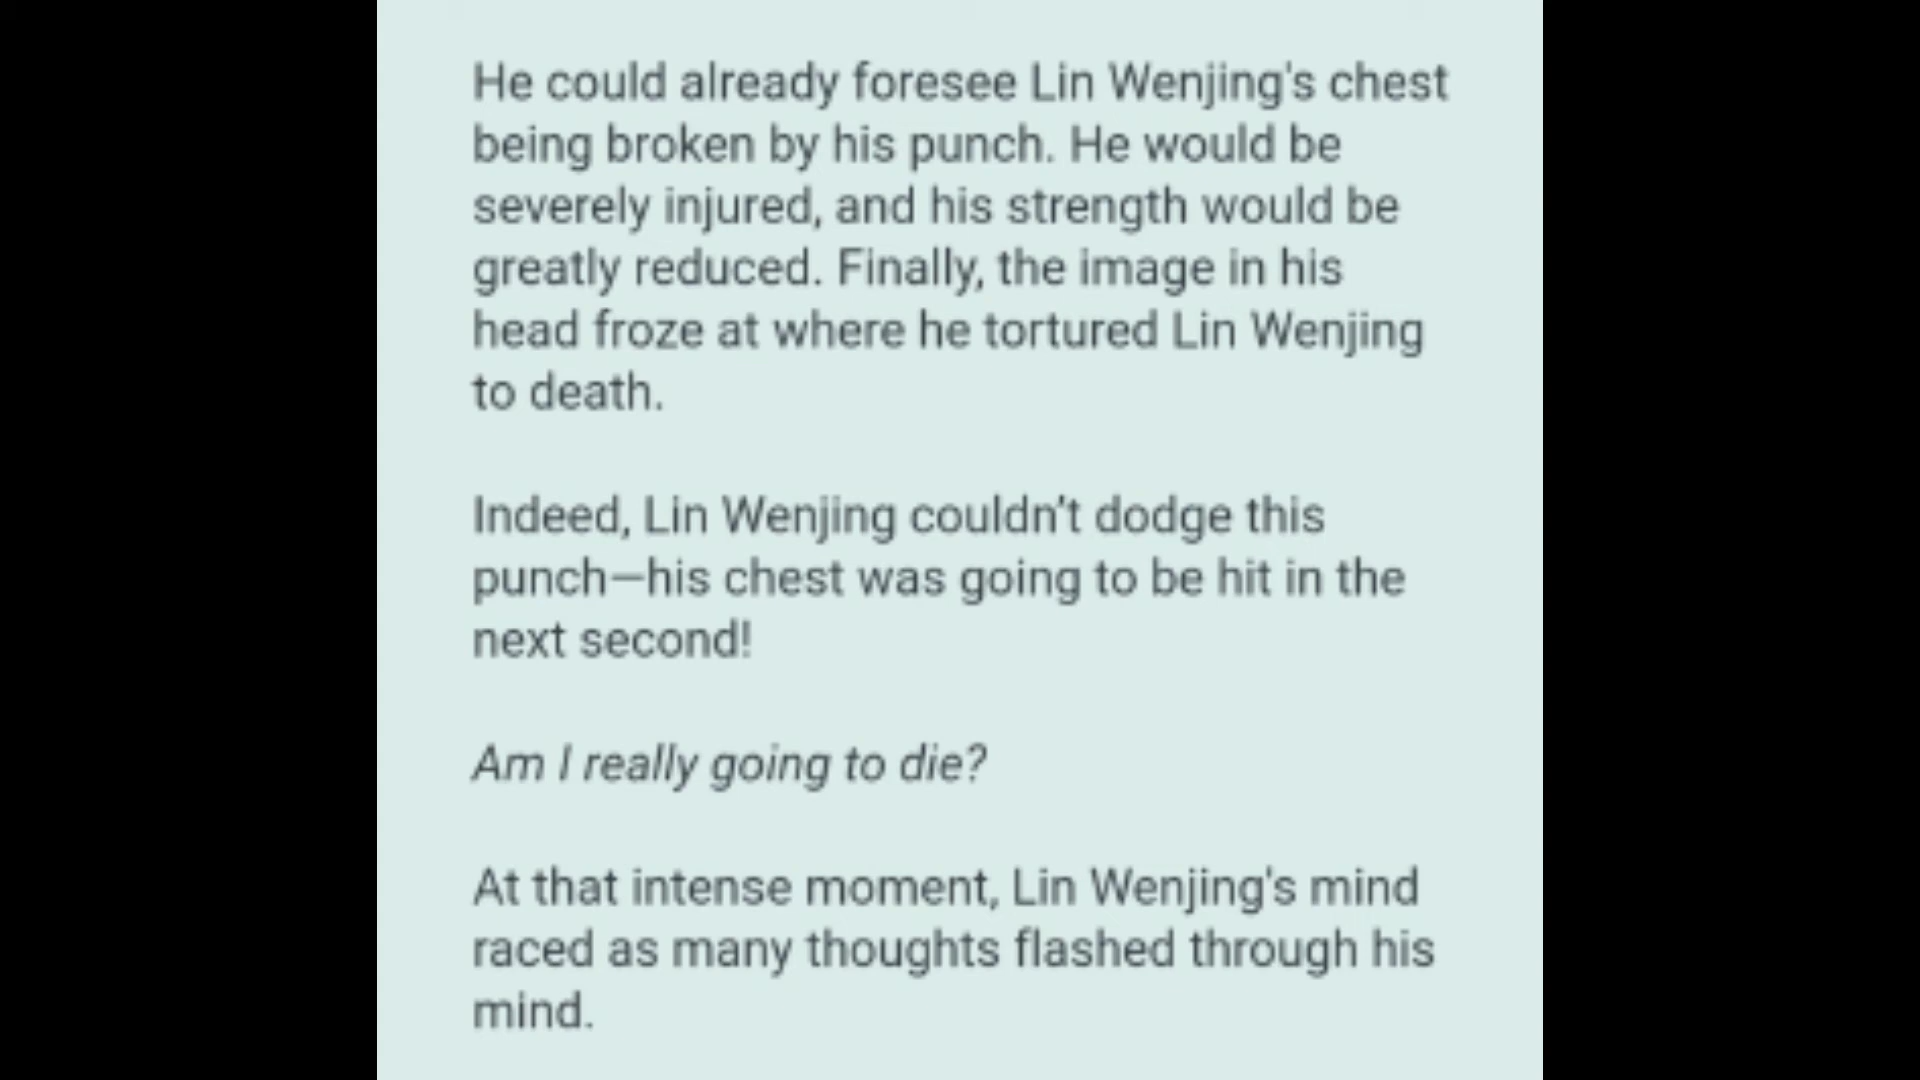 He could already foresee Lin Wenjing's chest
being broken by his punch. He would be
severely injured, and his strength would be
greatly reduced. Finally, the image in his
head froze at where he tortured Lin Wenjing
to death.
Indeed, Lin Wenjing couldn't dodge this
punch—his chest was going to be hit in the
next second!
Am I really going to die?
At that intense moment, Lin Wenjing's mind
raced as many thoughts flashed through his
mind.